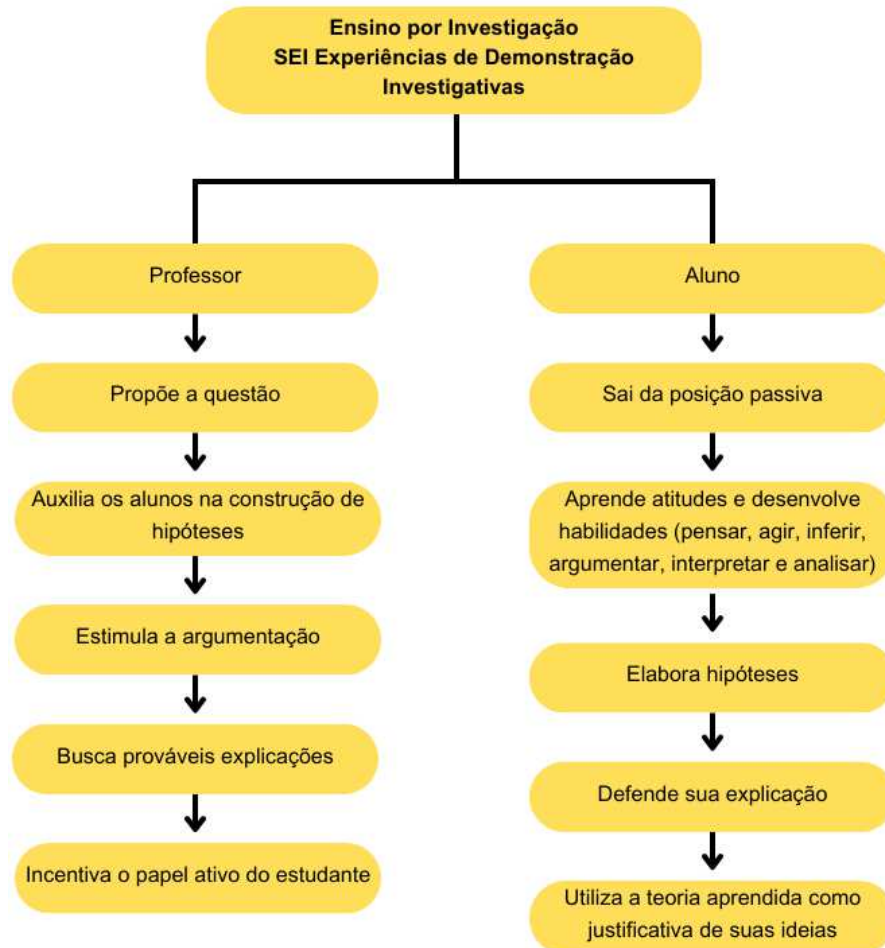 Ensino por Investigação
SEI Experiências de Demonstração
Investigativas
Professor
Propõe a questão
Auxilia os alunos na construção de
hipóteses
Estimula a argumentação
Busca prováveis explicações
Incentiva o papel ativo do estudante
Aluno
Sai da posição passiva
Aprende atitudes e desenvolve
habilidades (pensar, agir, inferir,
argumentar, interpretar e analisar)
Elabora hipóteses
Defende sua explicação
Utiliza a teoria aprendida como
justificativa de suas ideias